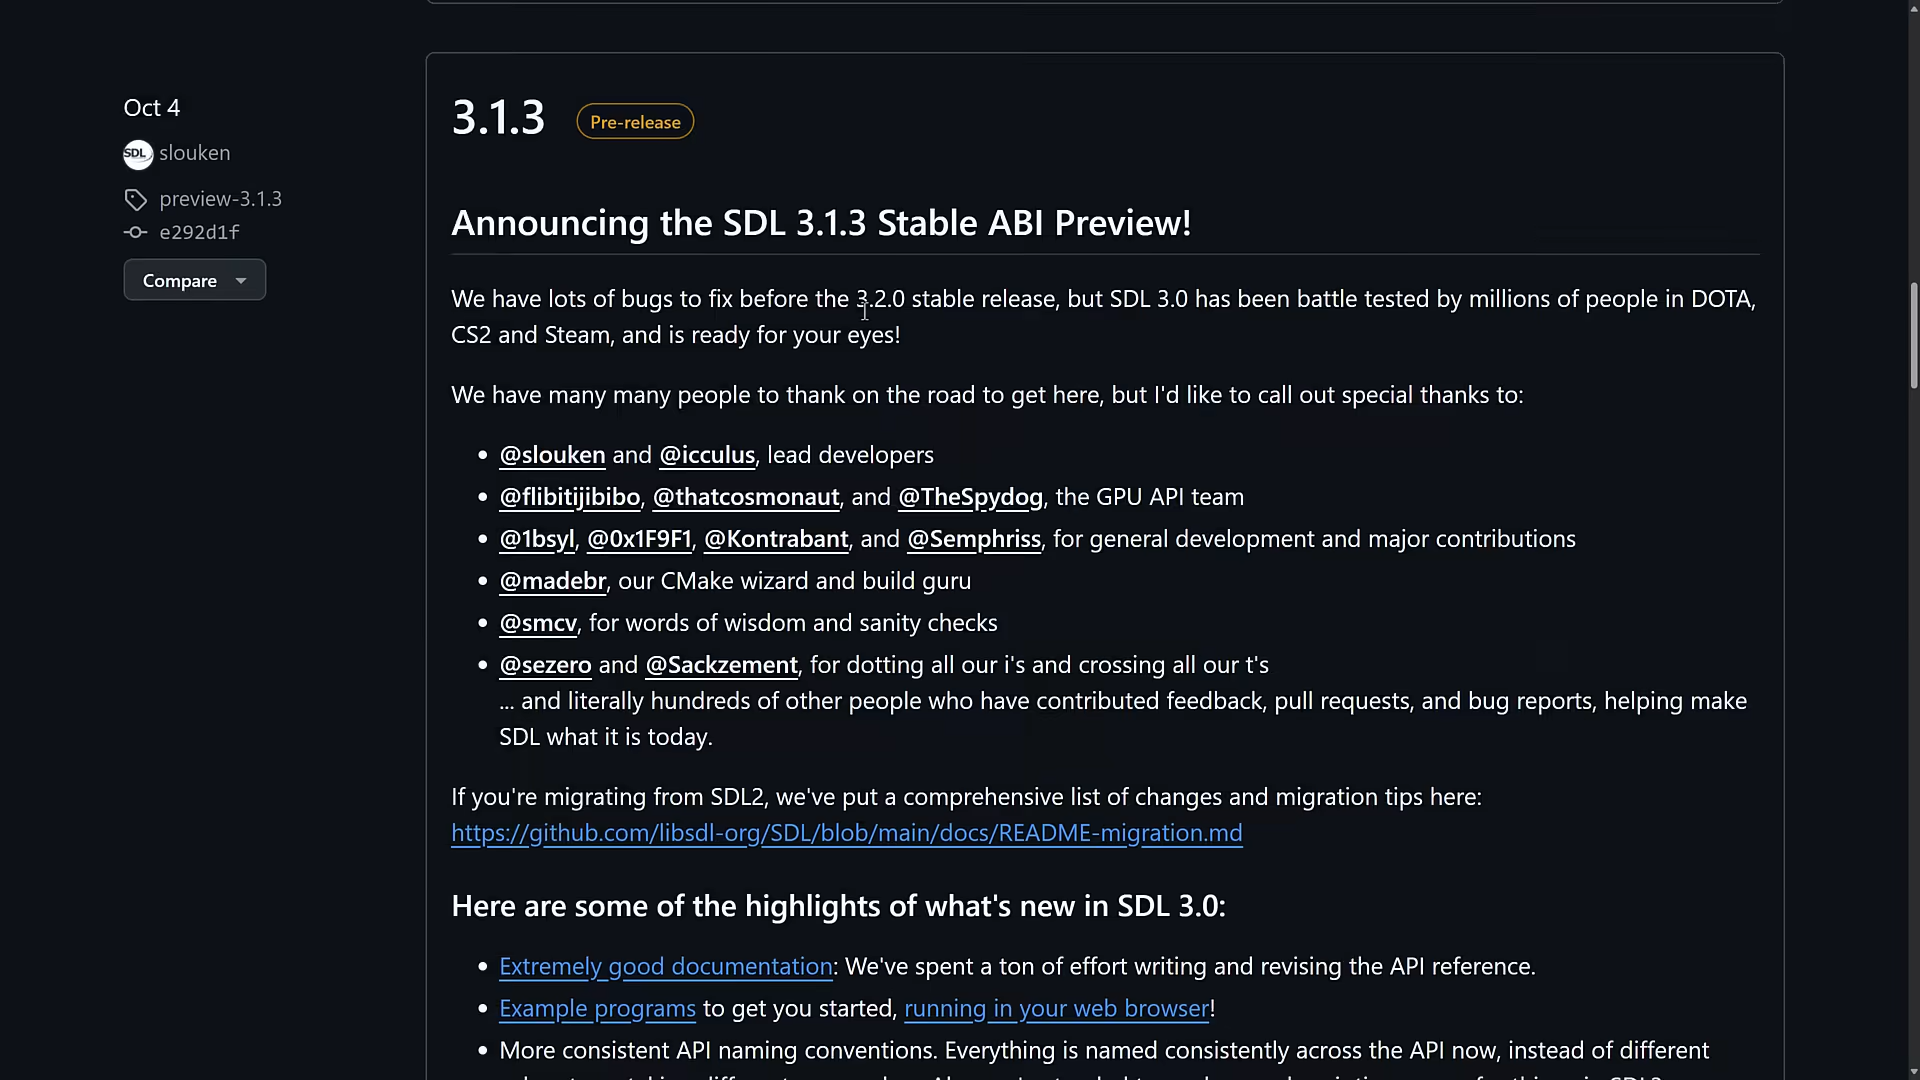 Oct 4
SDL slouken
preview-3.1.3
e292d1f
Compare
3.1.3 Pre-release
Announcing the SDL 3.1.3 Stable ABI Preview!
We have lots of bugs to fix before the 3.2.0 stable release, but SDL 3.0 has been battle tested by millions of people in DOTA,
CS2 and Steam, and is ready for your eyes!
We have many many people to thank on the road to get here, but I'd like to call out special thanks to:
• @slouken and @icculus, lead developers
• @flibitijibibo, @thatcosmonaut, and @TheSpydog, the GPU API team
• @1bsyl, @0x1F9F1, @Kontrabant, and @Semphriss, for general development and major contributions
• @madebr, our CMake wizard and build guru
• @smcv, for words of wisdom and sanity checks
• @sezero and @Sackzement, for dotting all our i's and crossing all our t's
... and literally hundreds of other people who have contributed feedback, pull requests, and bug reports, helping make
SDL what it is today.
If you're migrating from SDL2, we've put a comprehensive list of changes and migration tips here:
https://github.com/libsdl-org/SDL/blob/main/docs/README-migration.md
Here are some of the highlights of what's new in SDL 3.0:
• Extremely good documentation: We've spent a ton of effort writing and revising the API reference.
• Example programs to get you started, running in your web browser!
• More consistent API naming conventions. Everything is named consistently across the API now, instead of different